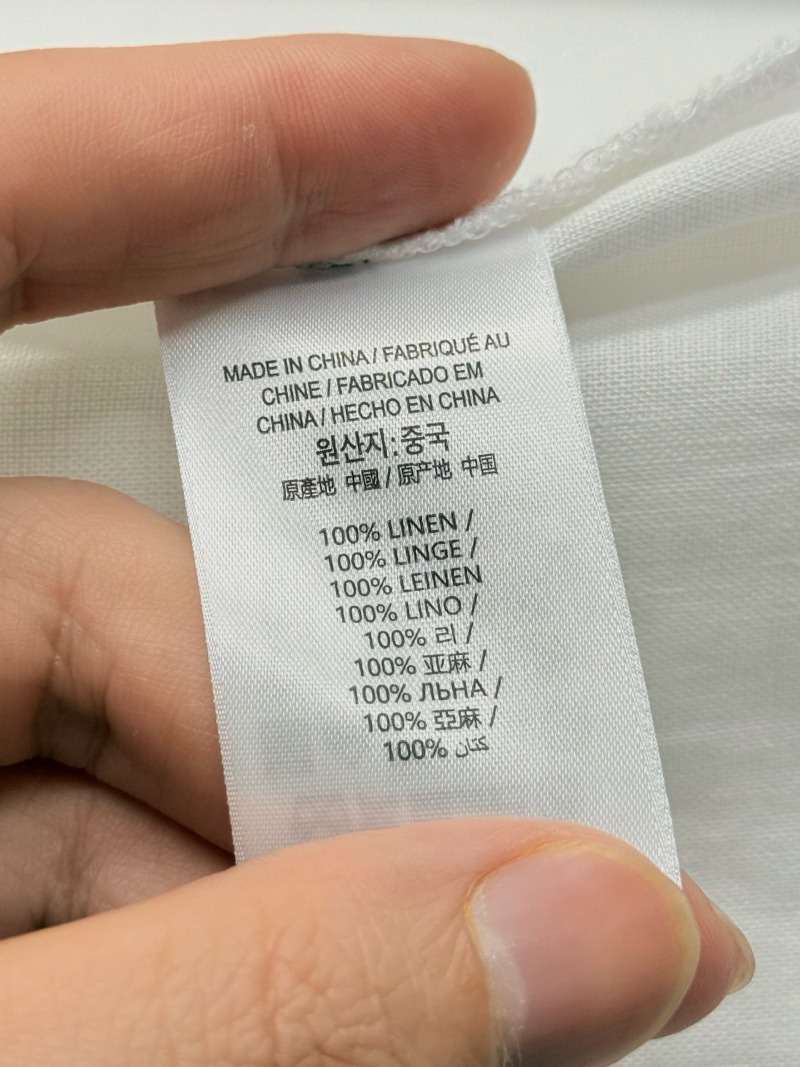 MADE IN CHINA / FABRIQUÉ AU
CHINE / FABRICADO EM
CHINA / HECHO EN CHINA
원산지:중국
原產地 中國 / 原产地 中国
100% LINEN /
100% LINGE /
100% LEINEN
100% LINO /
100% 리 /
100% 亚麻 /
100% ЛЬНА /
100% 亞麻 /
100% كتان